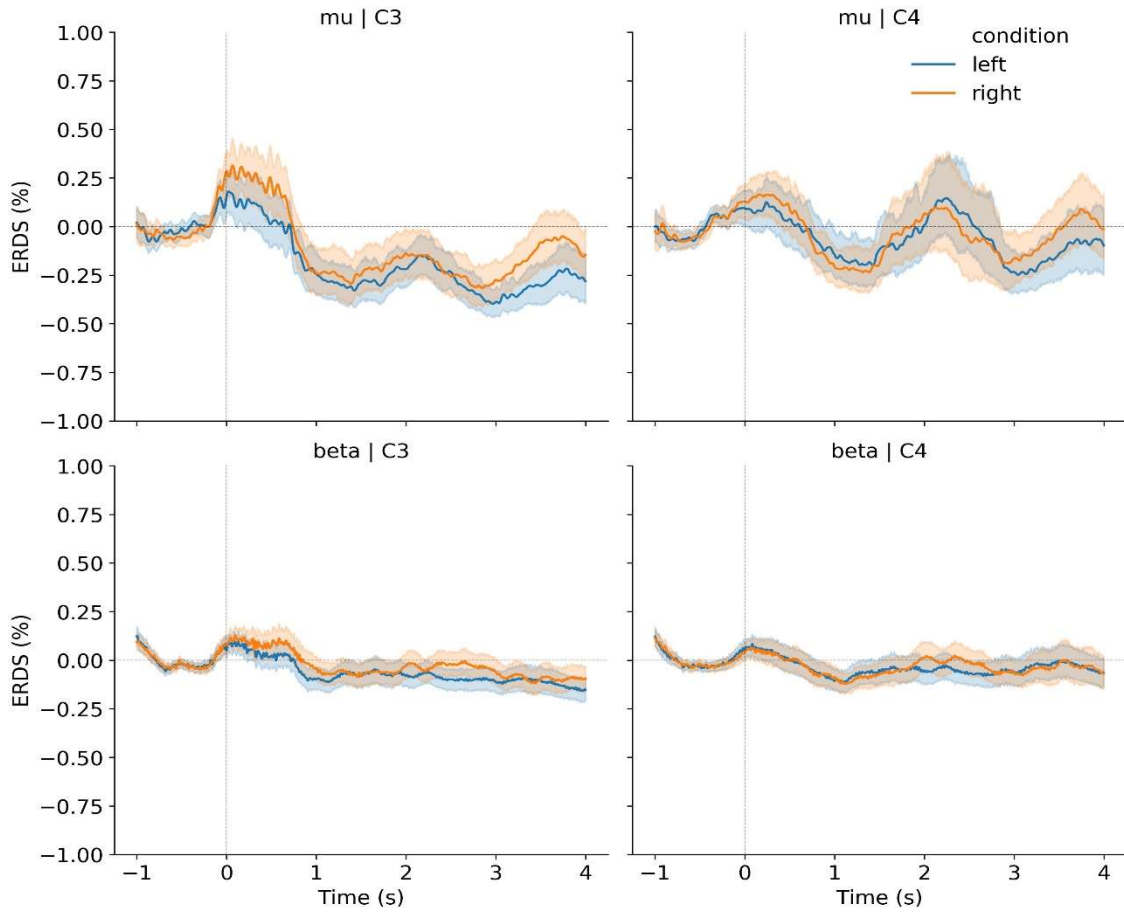 mu | C3
mu | C4
condition
left
right
1.00
0.75
0.50
0.25
0.00
−0.25
−0.50
−0.75
−1.00
ERDS (%)
beta | C3
beta | C4
1.00
0.75
0.50
0.25
0.00
−0.25
−0.50
−0.75
−1.00
ERDS (%)
−1 0 1 2 3 4
Time (s)
−1 0 1 2 3 4
Time (s)